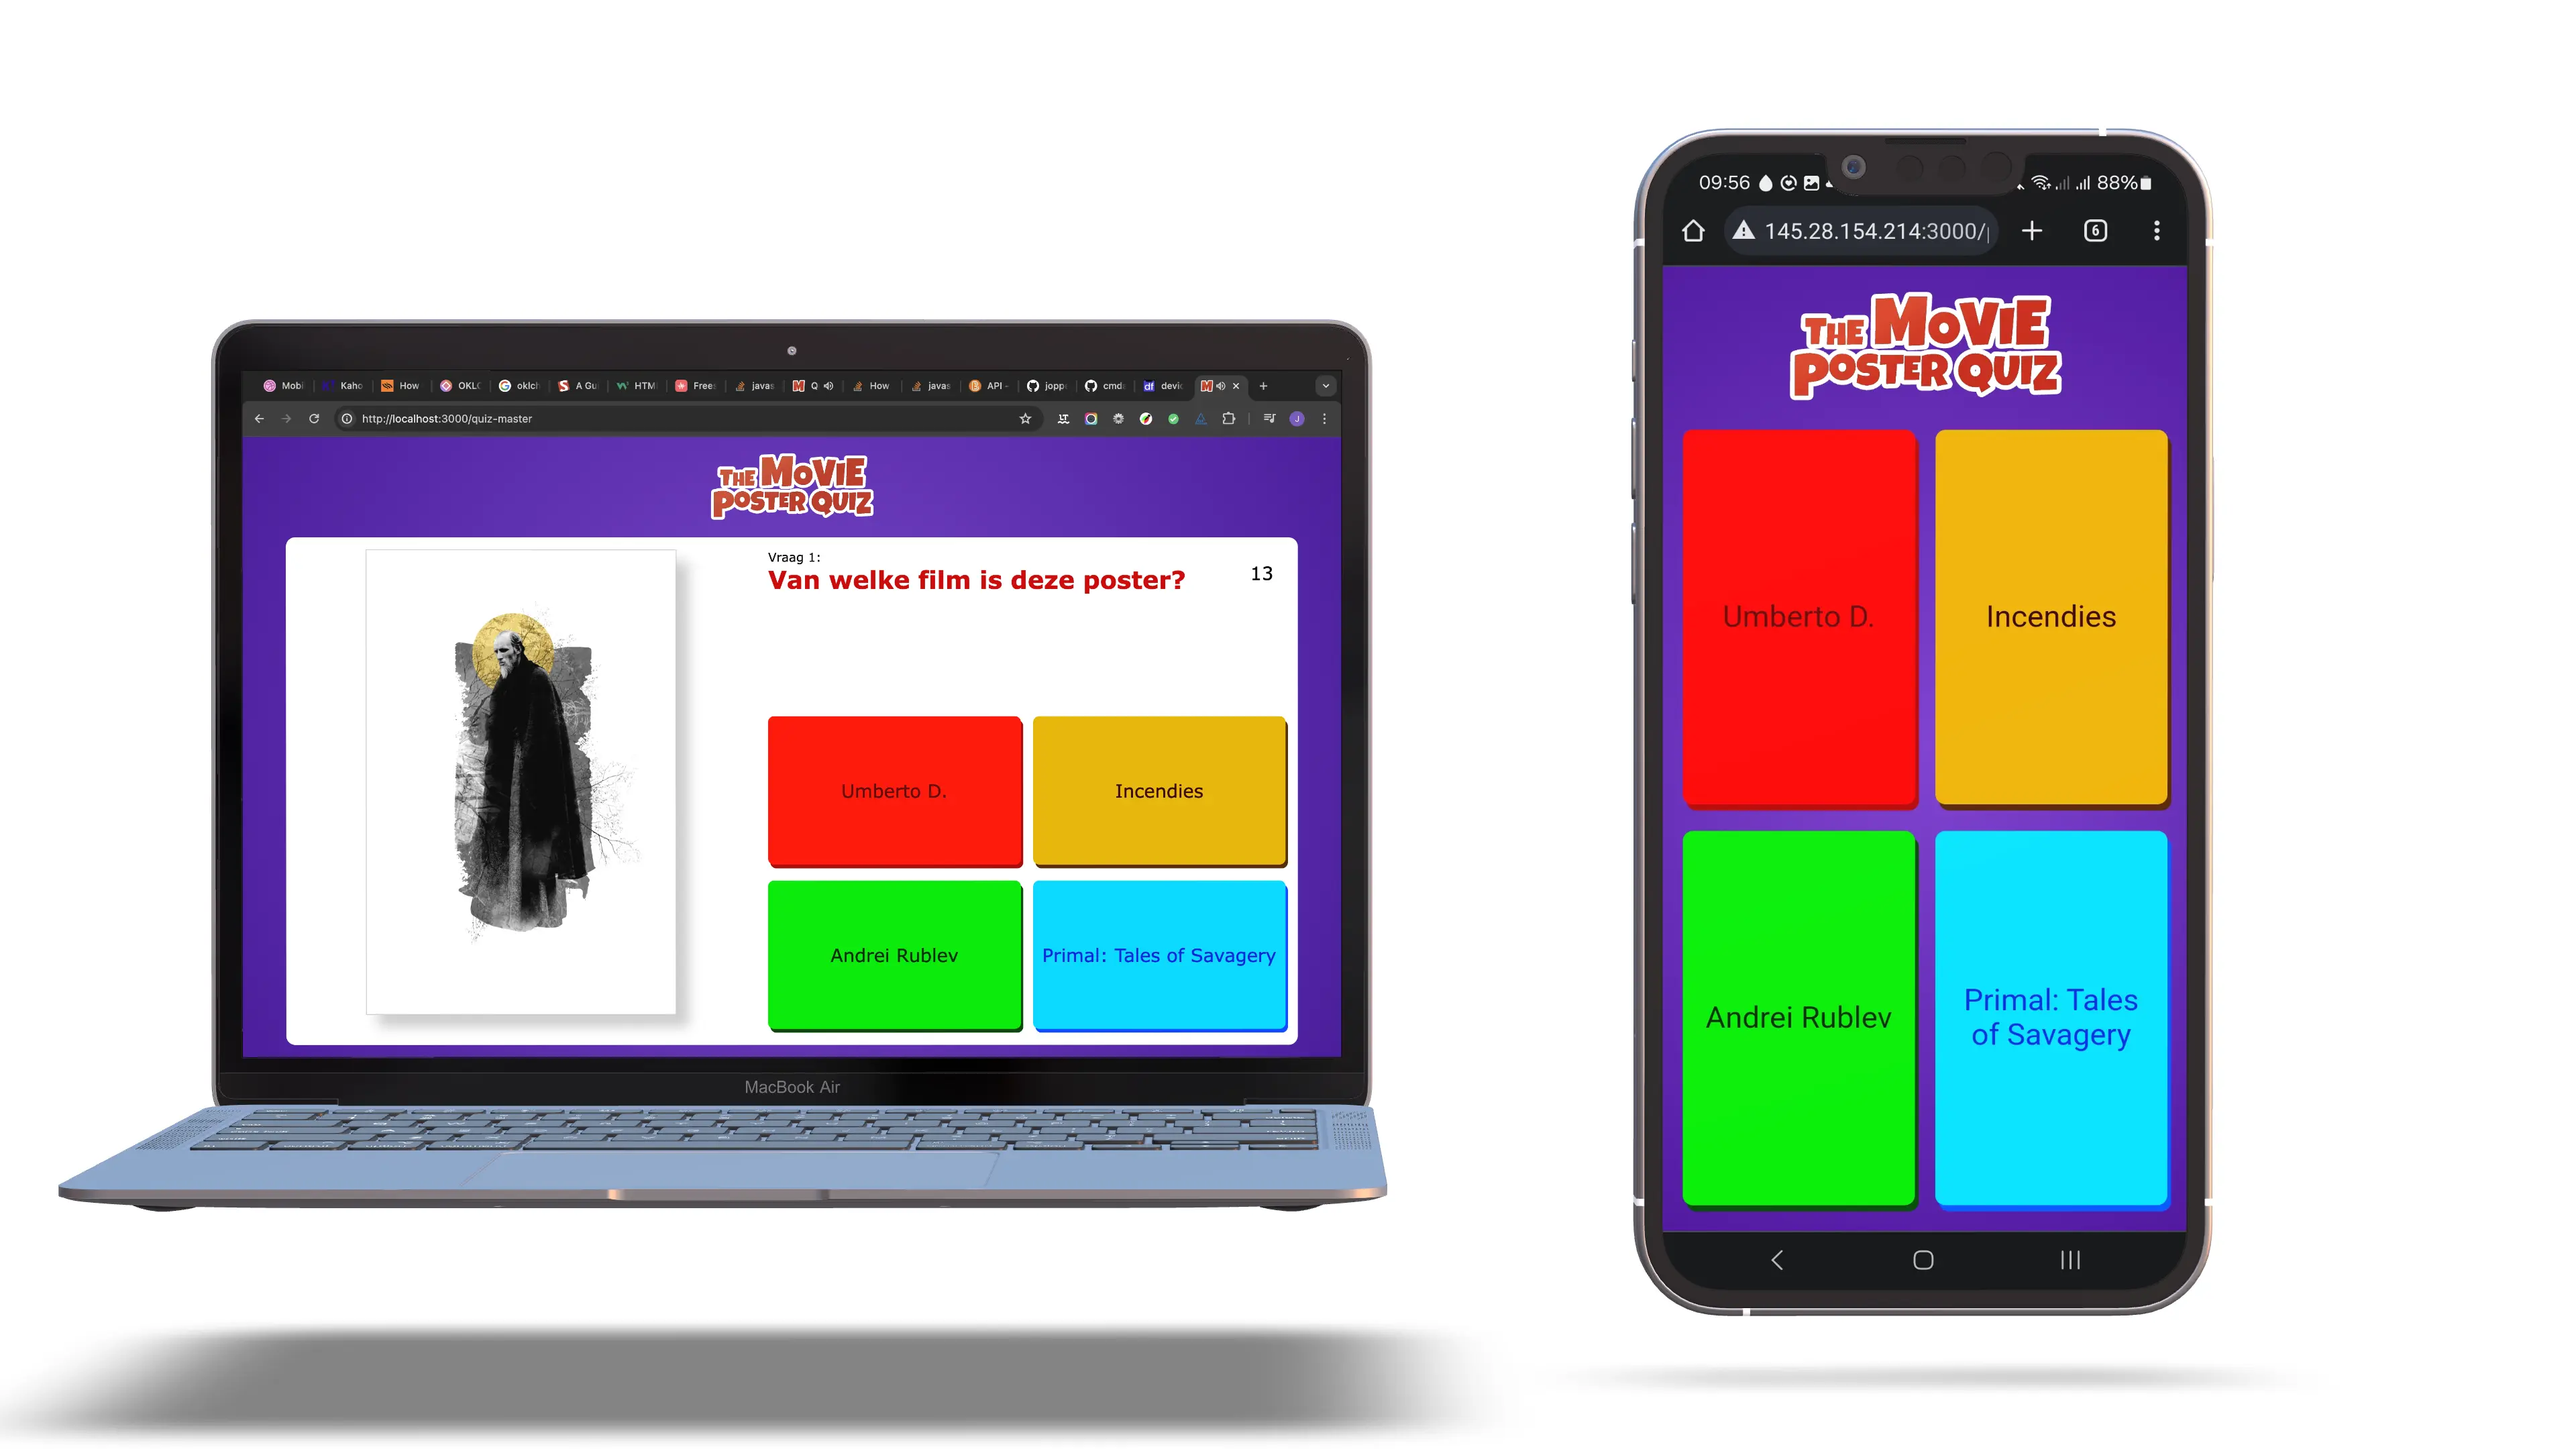 Mobi
Kaho
How
OKLC
oklch
A Gu
HTM
Free
javas
Q
How
javas
API -
jopp
cmd
devic
http://localhost:3000/quiz-master
J
THE MOVIE
POSTER QUIZ
Vraag 1:
Van welke film is deze poster?
13
Umberto D.
Incendies
Andrei Rublev
Primal: Tales of Savagery
MacBook Air
09:56
88%
145.28.154.214:3000/
6
THE MOVIE
POSTER QUIZ
Umberto D.
Incendies
Andrei Rublev
Primal: Tales
of Savagery